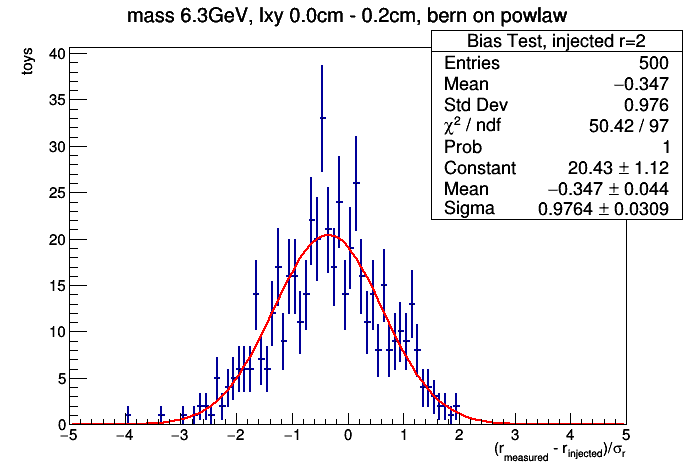 mass 6.3GeV, lxy 0.0cm - 0.2cm, bern on powlaw
Bias Test, injected r=2
Entries 500
Mean −0.347
Std Dev 0.976
χ² / ndf 50.42 / 97
Prob 1
Constant 20.43 ± 1.12
Mean −0.347 ± 0.044
Sigma 0.9764 ± 0.0309
toys
40
35
30
25
20
15
10
5
0
−5 −4 −3 −2 −1 0 1 2 3 4 5
(r_measured - r_injected)/σ_r